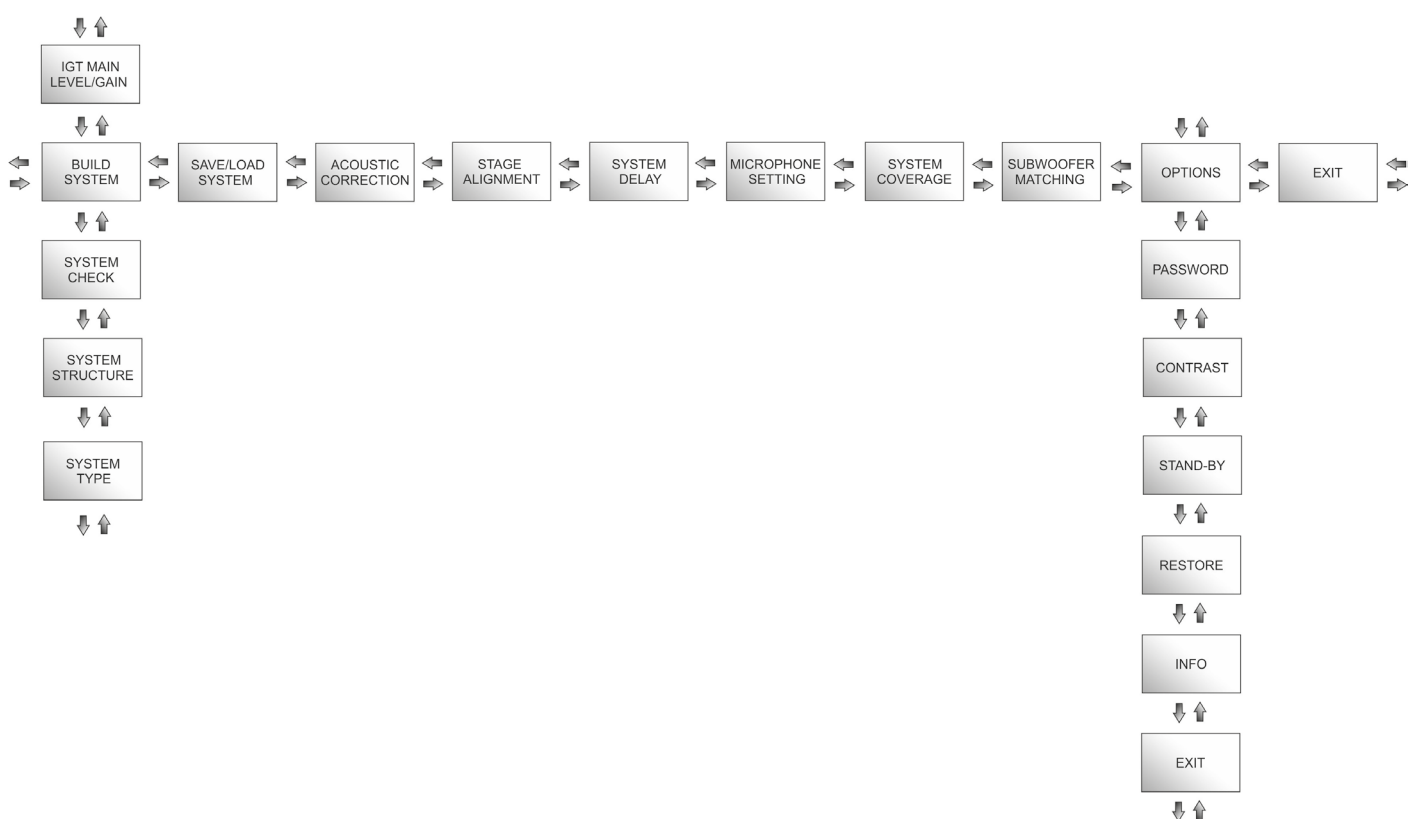 IGT MAIN
LEVEL/GAIN
BUILD
SYSTEM
SAVE/LOAD
SYSTEM
ACOUSTIC
CORRECTION
STAGE
ALIGNMENT
SYSTEM
DELAY
MICROPHONE
SETTING
SYSTEM
COVERAGE
SUBWOOFER
MATCHING
OPTIONS
EXIT
SYSTEM
CHECK
SYSTEM
STRUCTURE
SYSTEM
TYPE
PASSWORD
CONTRAST
STAND-BY
RESTORE
INFO
EXIT